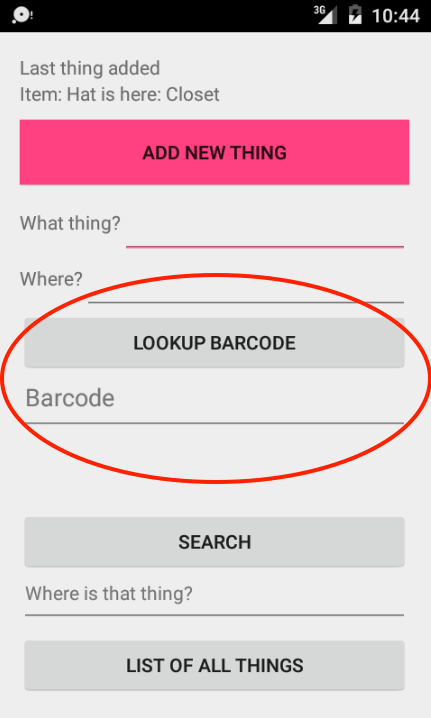 3G 10:44
Last thing added
Item: Hat is here: Closet
ADD NEW THING
What thing?
Where?
LOOKUP BARCODE
Barcode
SEARCH
Where is that thing?
LIST OF ALL THINGS